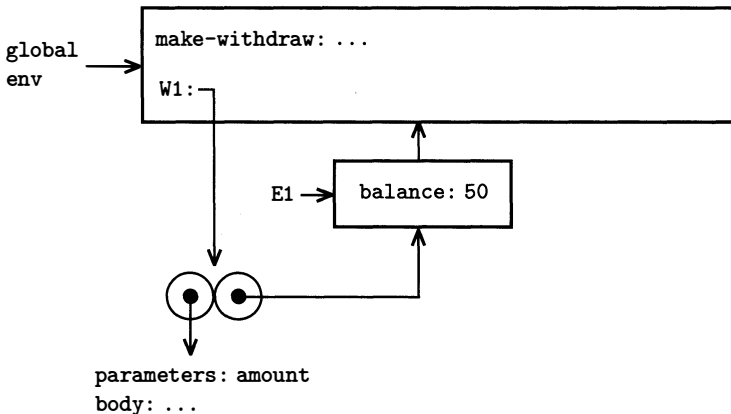 make-withdraw: ...
global
env
W1:
E1
balance: 50
parameters: amount
body: ...